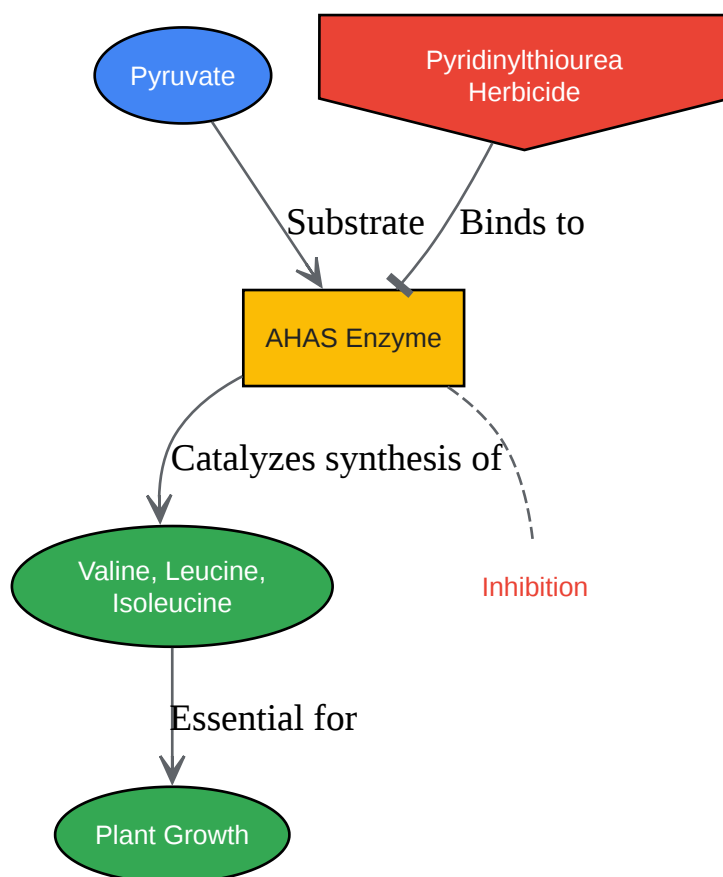 Pyruvate
Pyridinylthiourea
Herbicide
Substrate
Binds to
AHAS Enzyme
Catalyzes synthesis of
Valine, Leucine,
Isoleucine
Inhibition
Essential for
Plant Growth